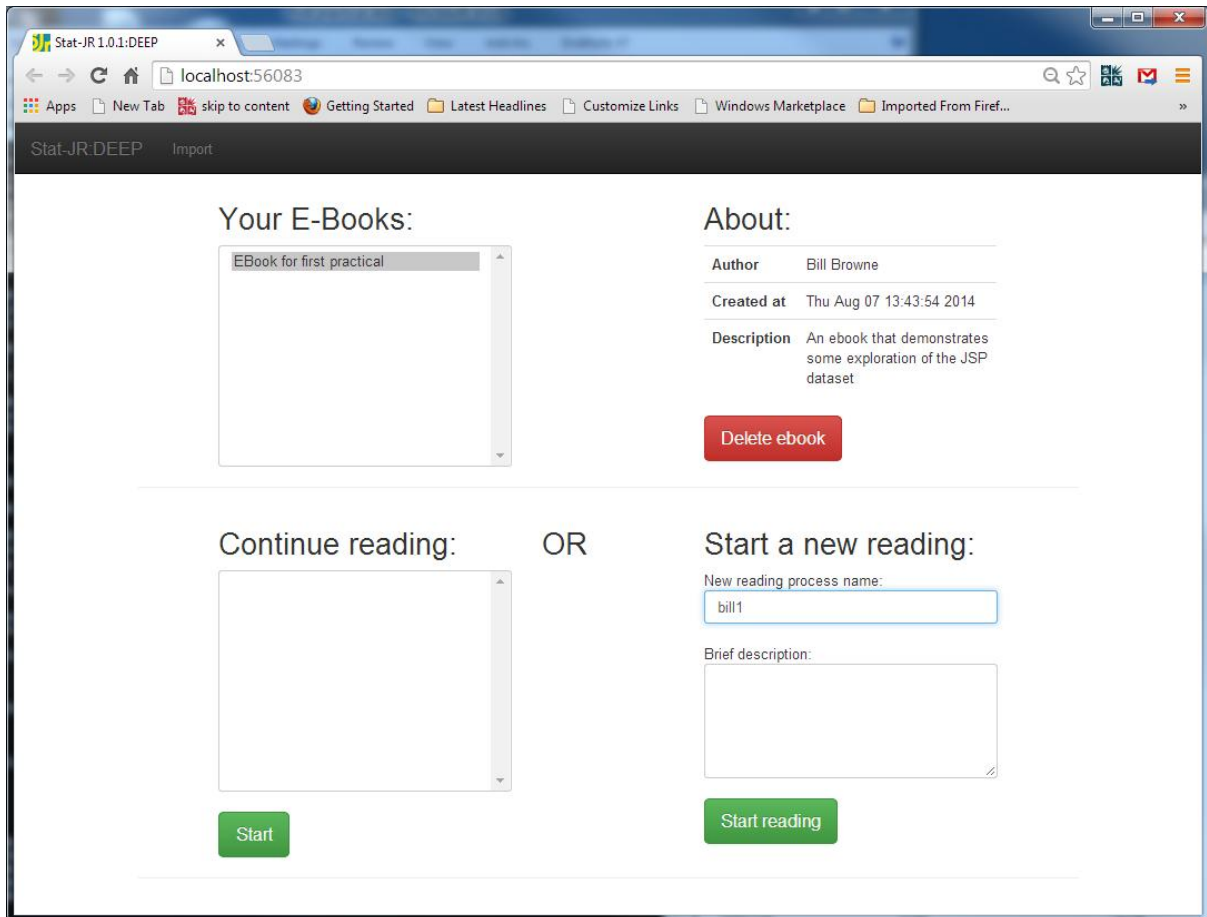 Stat-JR 1.0.1:DEEP
localhost:56083
Apps New Tab skip to content Getting Started Latest Headlines Customize Links Windows Marketplace Imported From Firef... »
Stat-JR:DEEP Import
Your E-Books:
EBook for first practical
About:
Author Bill Browne
Created at Thu Aug 07 13:43:54 2014
Description An ebook that demonstrates
some exploration of the JSP
dataset
Delete ebook
Continue reading:
OR
Start a new reading:
New reading process name:
bill1
Brief description:
Start
Start reading